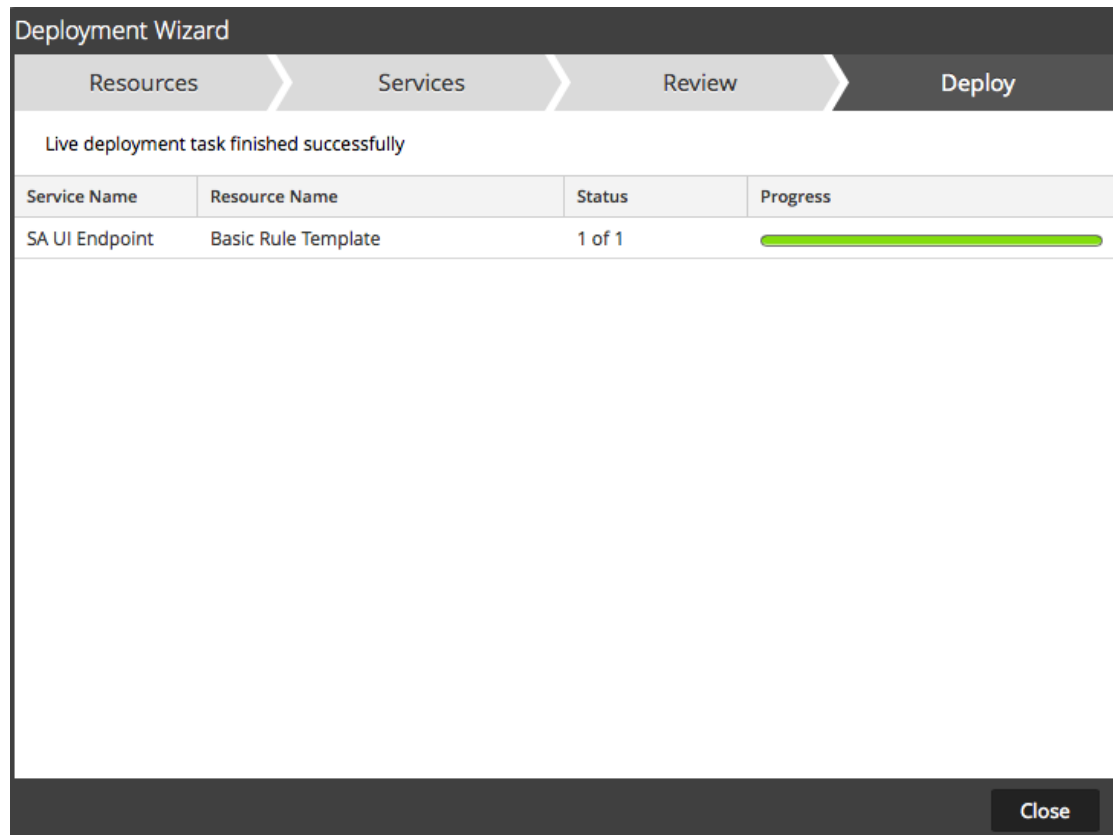 Deployment Wizard
Resources Services Review Deploy
Live deployment task finished successfully
Service Name Resource Name Status Progress
SA UI Endpoint Basic Rule Template 1 of 1
Close